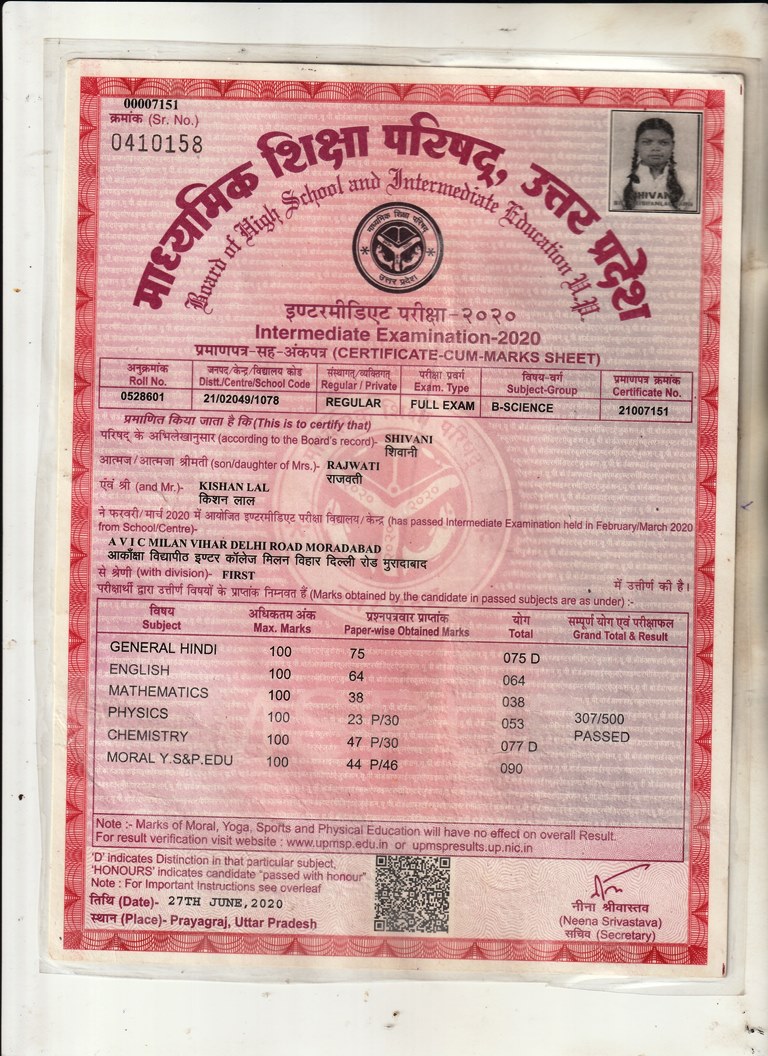 00007151
क्रमांक (Sr. No.)
0410158
माध्यमिक शिक्षा परिषद्, उत्तर प्रदेश
Board of High School and Intermediate Education U.P.
माध्यमिक शिक्षा परिषद
उत्तर प्रदेश
SHIVANI
इण्टरमीडिएट परीक्षा-२०२०
Intermediate Examination-2020
प्रमाणपत्र-सह-अंकपत्र (CERTIFICATE-CUM-MARKS SHEET)
अनुक्रमांक जनपद/केन्द्र/विद्यालय कोड संस्थागत/व्यक्तिगत परीक्षा प्रकार विषय-वर्ग प्रमाणपत्र क्रमांक
Roll No. Distt./Centre/School Code Regular / Private Exam. Type Subject-Group Certificate No.
0528601 21/02049/1078 REGULAR FULL EXAM B-SCIENCE 21007151
प्रमाणित किया जाता है कि (This is to certify that)
परिषद् के अभिलेखानुसार (according to the Board's record)- SHIVANI
शिवानी
आत्मज/आत्मजा श्रीमती (son/daughter of Mrs.)- RAJWATI
राजवती
एंव श्री (and Mr.)- KISHAN LAL
किशन लाल
ने फरवरी/मार्च 2020 में आयोजित इण्टरमीडिएट परीक्षा विद्यालय/केन्द्र (has passed Intermediate Examination held in February/March 2020
from School/Centre)-
A V I C MILAN VIHAR DELHI ROAD MORADABAD
आकाँक्षा विद्यापीठ इण्टर कॉलेज मिलन विहार दिल्ली रोड मुरादाबाद
से श्रेणी (with division)- FIRST में उत्तीर्ण की है।
परीक्षार्थी द्वारा उत्तीर्ण विषयों के प्राप्तांक निम्नवत हैं (Marks obtained by the candidate in passed subjects are as under) :-
विषय अधिकतम अंक प्रश्नपत्रवार प्राप्तांक योग सम्पूर्ण योग एवं परीक्षाफल
Subject Max. Marks Paper-wise Obtained Marks Total Grand Total & Result
GENERAL HINDI 100 75 075 D
ENGLISH 100 64 064
MATHEMATICS 100 38 038
PHYSICS 100 23 P/30 053 307/500
CHEMISTRY 100 47 P/30 077 D PASSED
MORAL Y.S&P.EDU 100 44 P/46 090
Note :- Marks of Moral, Yoga, Sports and Physical Education will have no effect on overall Result.
For result verification visit website : www.upmsp.edu.in or upmspresults.up.nic.in
'D' indicates Distinction in that particular subject,
'HONOURS' indicates candidate "passed with honour"
Note : For Important Instructions see overleaf
तिथि (Date)- 27TH JUNE,2020
स्थान (Place)- Prayagraj, Uttar Pradesh
नीना श्रीवास्तव
(Neena Srivastava)
सचिव (Secretary)